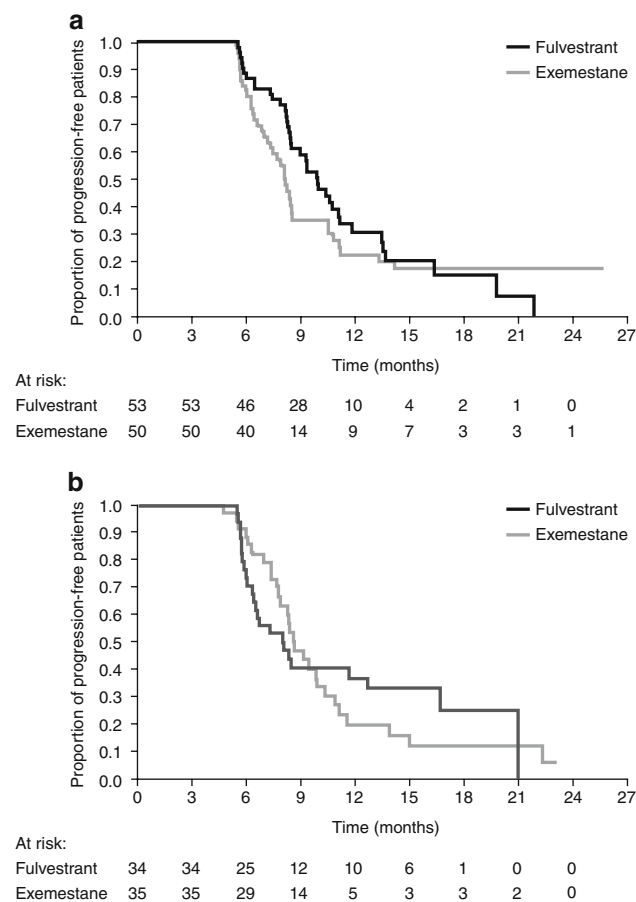 a
1.0
0.9
0.8
0.7
0.6
0.5
0.4
0.3
0.2
0.1
0.0
Proportion of progression-free patients
Fulvestrant
Exemestane
0 3 6 9 12 15 18 21 24 27
Time (months)
At risk:
Fulvestrant 53 53 46 28 10 4 2 1 0
Exemestane 50 50 40 14 9 7 3 3 1
b
1.0
0.9
0.8
0.7
0.6
0.5
0.4
0.3
0.2
0.1
0.0
Proportion of progression-free patients
Fulvestrant
Exemestane
0 3 6 9 12 15 18 21 24 27
Time (months)
At risk:
Fulvestrant 34 34 25 12 10 6 1 0 0
Exemestane 35 35 29 14 5 3 3 2 0